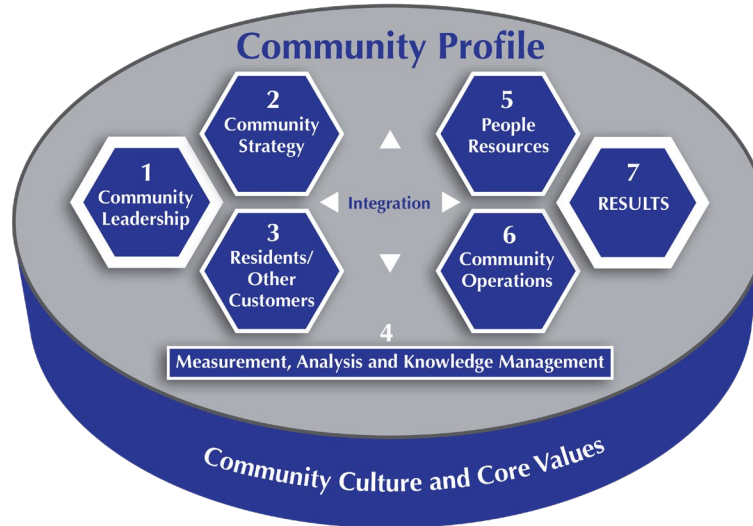 Community Profile
1
Community
Leadership
2
Community
Strategy
3
Residents/
Other
Customers
Integration
5
People
Resources
6
Community
Operations
7
RESULTS
4
Measurement, Analysis and Knowledge Management
Community Culture and Core Values